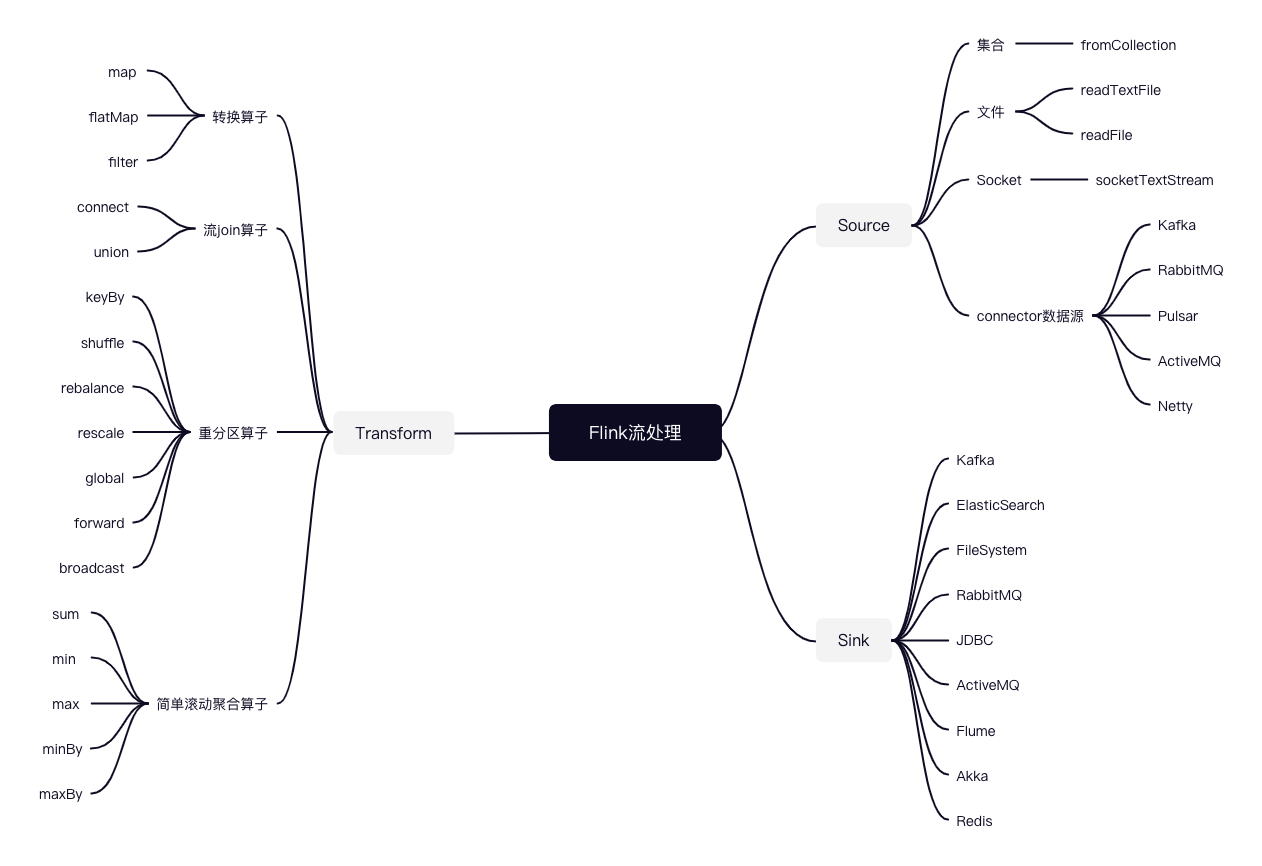 Flink流处理
Source
集合
fromCollection
文件
readTextFile
readFile
Socket
socketTextStream
connector数据源
Kafka
RabbitMQ
Pulsar
ActiveMQ
Netty
Sink
Kafka
ElasticSearch
FileSystem
RabbitMQ
JDBC
ActiveMQ
Flume
Akka
Redis
Transform
转换算子
map
flatMap
filter
流join算子
connect
union
重分区算子
keyBy
shuffle
rebalance
rescale
global
forward
broadcast
简单滚动聚合算子
sum
min
max
minBy
maxBy